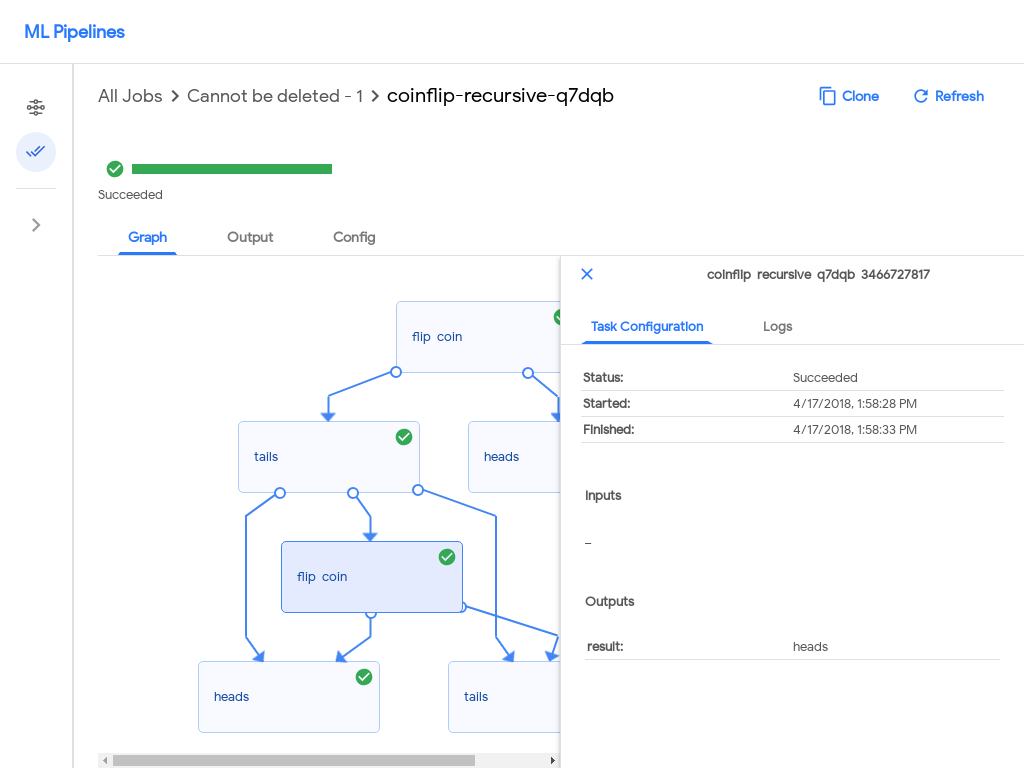 ML Pipelines
All Jobs > Cannot be deleted - 1 > coinflip-recursive-q7dqb
Clone
Refresh
Succeeded
Graph
Output
Config
coinflip recursive q7dqb 3466727817
Task Configuration
Logs
Status: Succeeded
Started: 4/17/2018, 1:58:28 PM
Finished: 4/17/2018, 1:58:33 PM
Inputs
–
Outputs
result: heads
flip coin
tails
heads
flip coin
heads
tails